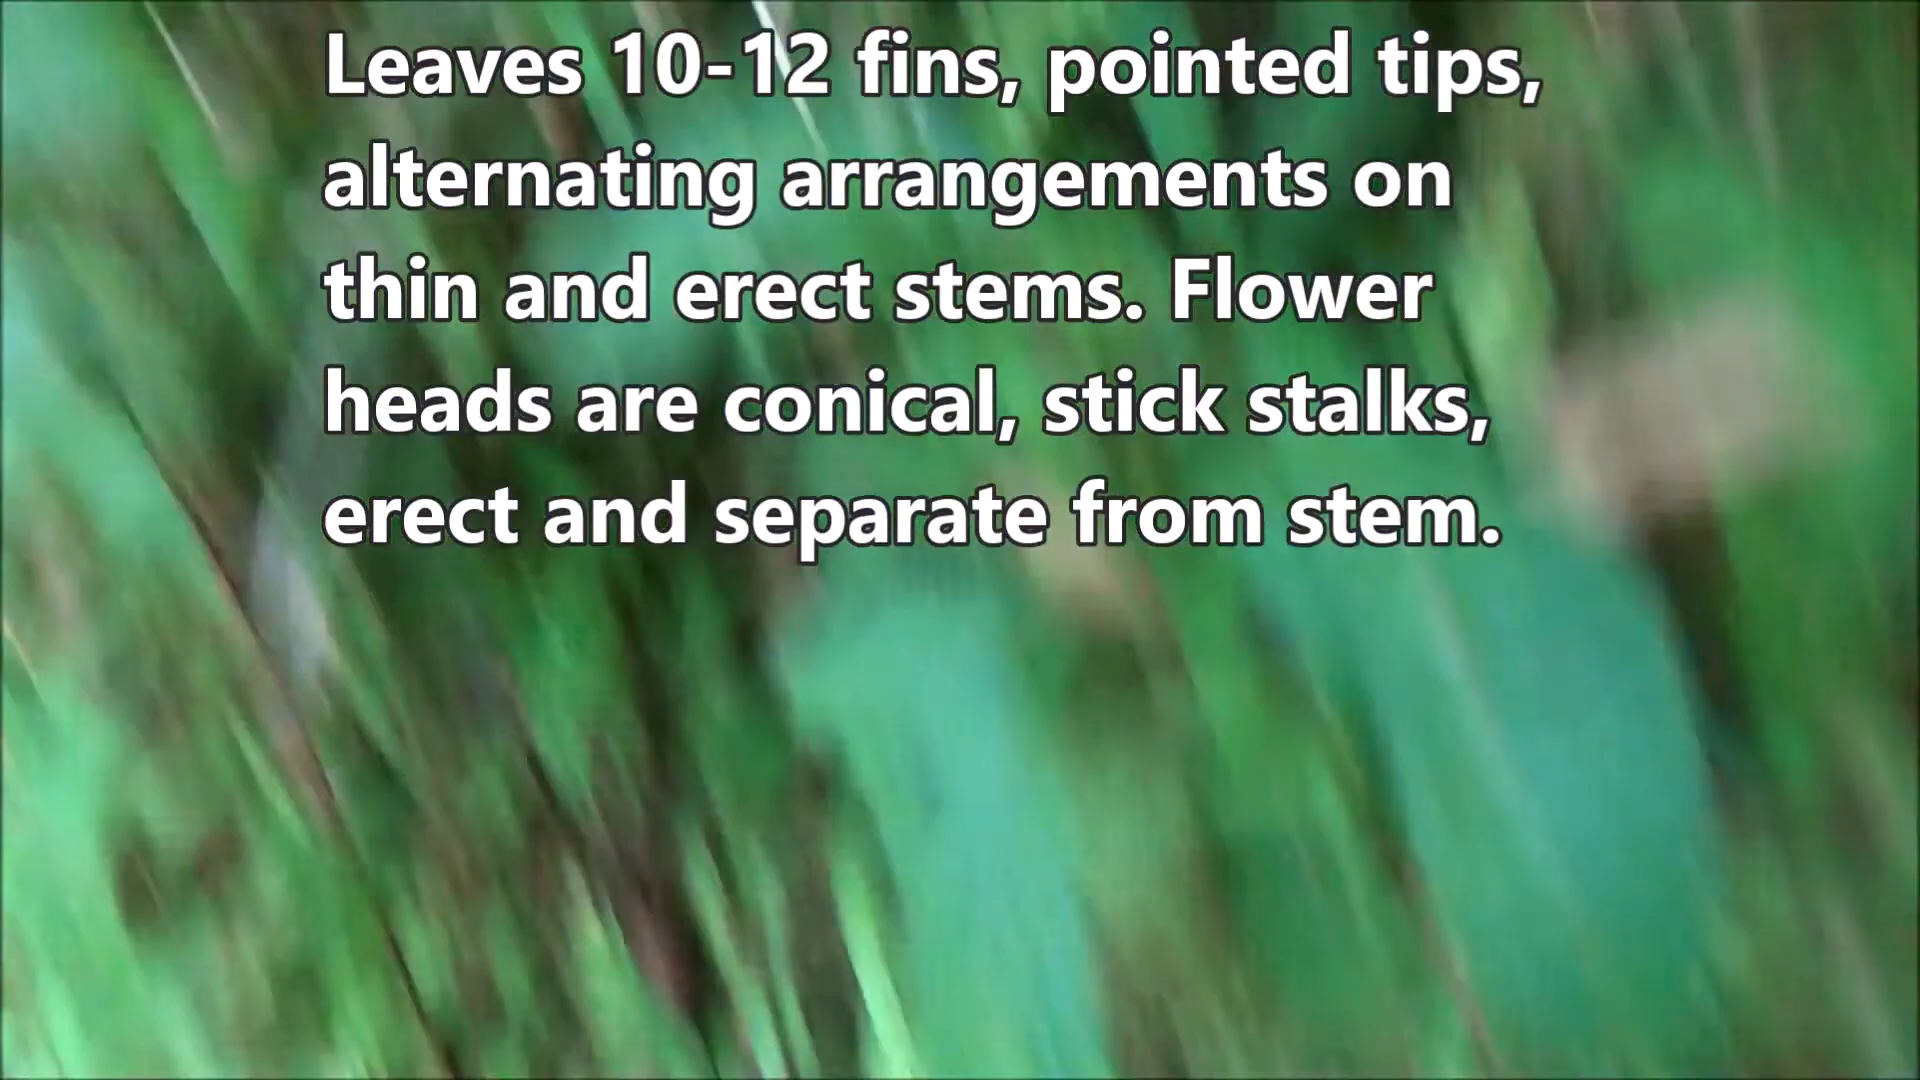 Leaves 10-12 fins, pointed tips,
alternating arrangements on
thin and erect stems. Flower
heads are conical, stick stalks,
erect and separate from stem.